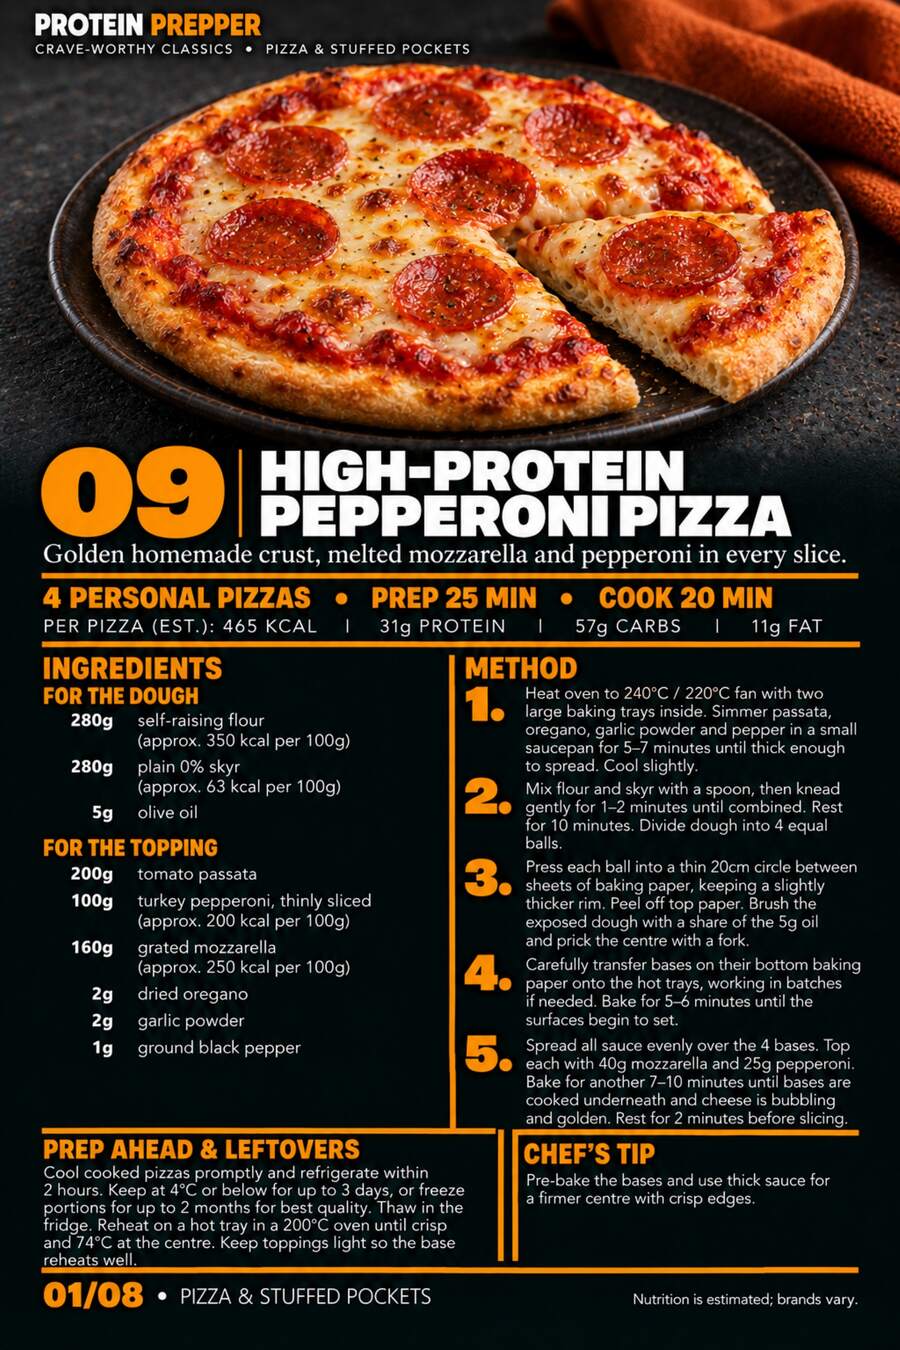 PROTEIN PREPPER
CRAVE-WORTHY CLASSICS • PIZZA & STUFFED POCKETS
09
HIGH-PROTEIN
PEPPERONI PIZZA
Golden homemade crust, melted mozzarella and pepperoni in every slice.
4 PERSONAL PIZZAS • PREP 25 MIN • COOK 20 MIN
PER PIZZA (EST.): 465 KCAL | 31g PROTEIN | 57g CARBS | 11g FAT
INGREDIENTS
FOR THE DOUGH
280g self-raising flour
(approx. 350 kcal per 100g)
280g plain 0% skyr
(approx. 63 kcal per 100g)
5g olive oil
FOR THE TOPPING
200g tomato passata
100g turkey pepperoni, thinly sliced
(approx. 200 kcal per 100g)
160g grated mozzarella
(approx. 250 kcal per 100g)
2g dried oregano
2g garlic powder
1g ground black pepper
METHOD
1. Heat oven to 240°C / 220°C fan with two
large baking trays inside. Simmer passata,
oregano, garlic powder and pepper in a small
saucepan for 5–7 minutes until thick enough
to spread. Cool slightly.
2. Mix flour and skyr with a spoon, then knead
gently for 1–2 minutes until combined. Rest
for 10 minutes. Divide dough into 4 equal
balls.
3. Press each ball into a thin 20cm circle between
sheets of baking paper, keeping a slightly
thicker rim. Peel off top paper. Brush the
exposed dough with a share of the 5g oil
and prick the centre with a fork.
4. Carefully transfer bases on their bottom baking
paper onto the hot trays, working in batches
if needed. Bake for 5–6 minutes until the
surfaces begin to set.
5. Spread all sauce evenly over the 4 bases. Top
each with 40g mozzarella and 25g pepperoni.
Bake for another 7–10 minutes until bases are
cooked underneath and cheese is bubbling
and golden. Rest for 2 minutes before slicing.
PREP AHEAD & LEFTOVERS
Cool cooked pizzas promptly and refrigerate within
2 hours. Keep at 4°C or below for up to 3 days, or freeze
portions for up to 2 months for best quality. Thaw in the
fridge. Reheat on a hot tray in a 200°C oven until crisp
and 74°C at the centre. Keep toppings light so the base
reheats well.
CHEF'S TIP
Pre-bake the bases and use thick sauce for
a firmer centre with crisp edges.
01/08 • PIZZA & STUFFED POCKETS
Nutrition is estimated; brands vary.